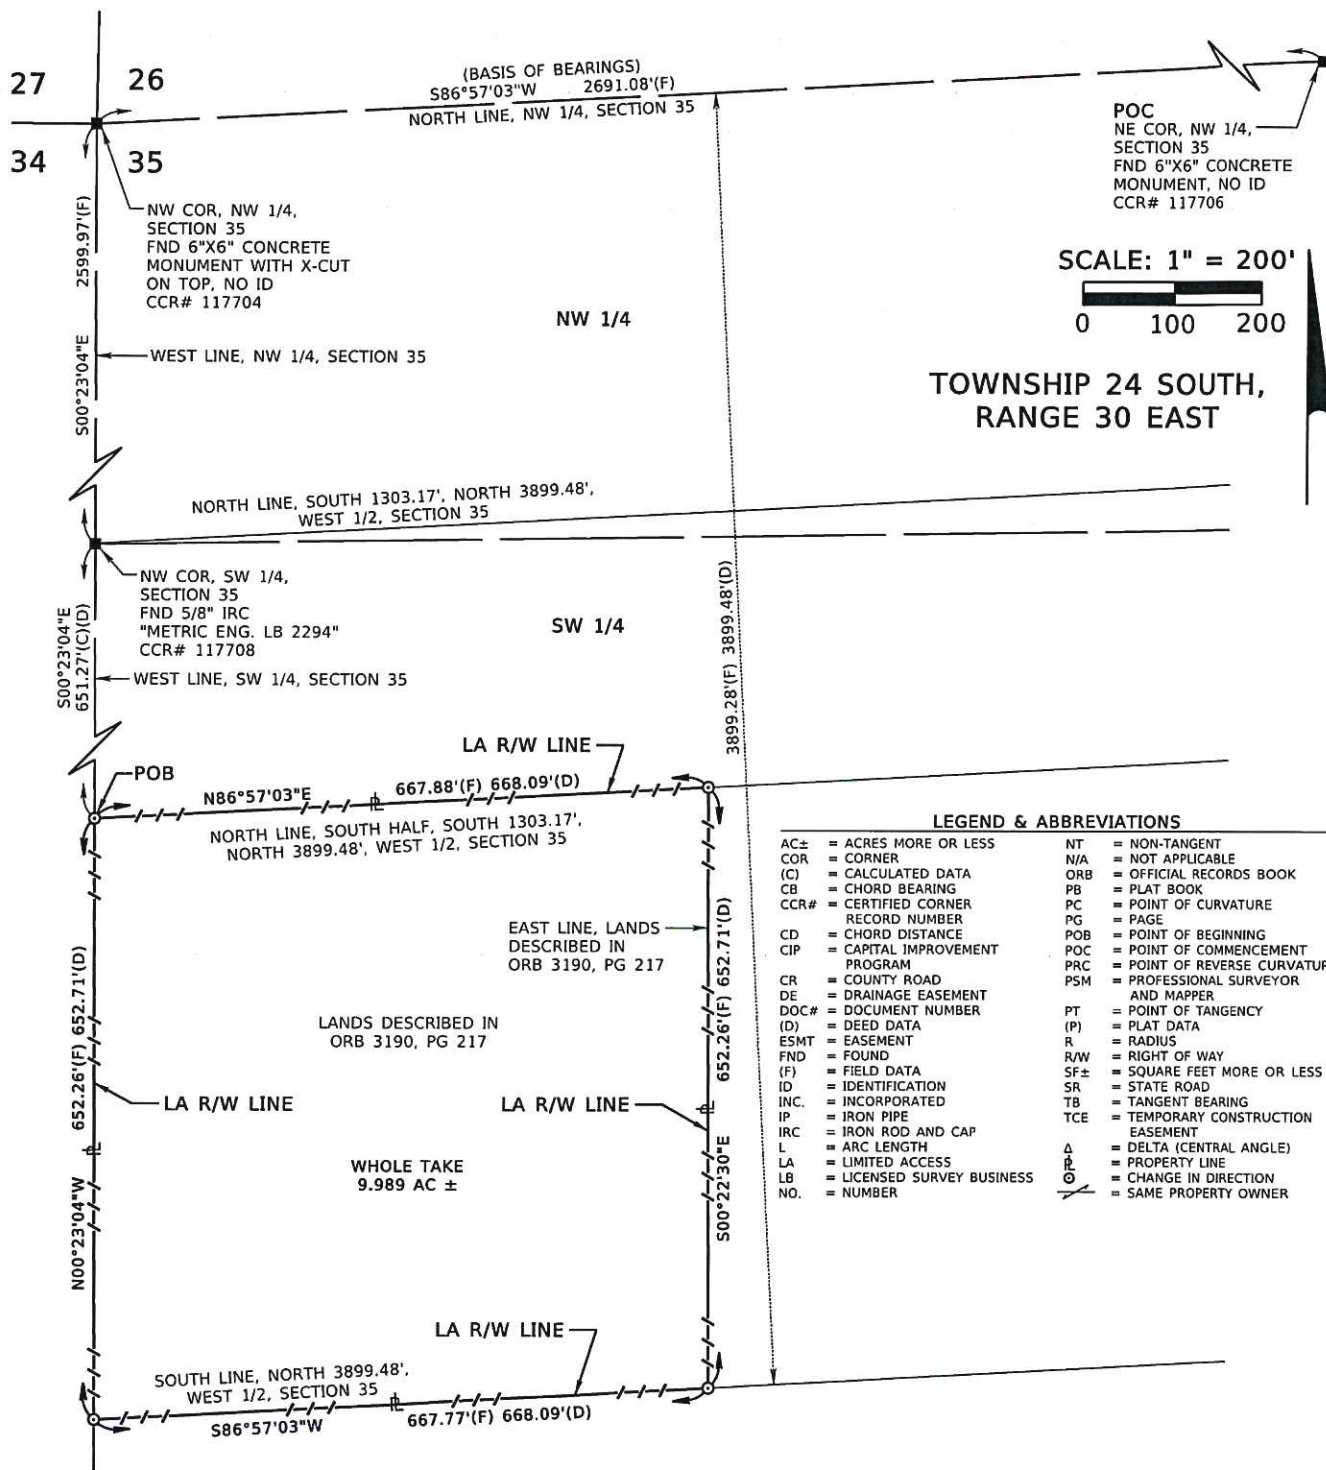 27
26
34
35
(BASIS OF BEARINGS)
S86°57'03"W 2691.08'(F)
NORTH LINE, NW 1/4, SECTION 35
POC
NE COR, NW 1/4,
SECTION 35
FND 6"X6" CONCRETE
MONUMENT, NO ID
CCR# 117706
NW COR, NW 1/4,
SECTION 35
FND 6"X6" CONCRETE
MONUMENT WITH X-CUT
ON TOP, NO ID
CCR# 117704
2599.97'(F)
S00°23'04"E
WEST LINE, NW 1/4, SECTION 35
NW 1/4
SCALE: 1" = 200'
0 100 200
TOWNSHIP 24 SOUTH,
RANGE 30 EAST
NORTH LINE, SOUTH 1303.17', NORTH 3899.48',
WEST 1/2, SECTION 35
NW COR, SW 1/4,
SECTION 35
FND 5/8" IRC
"METRIC ENG. LB 2294"
CCR# 117708
S00°23'04"E
651.27'(C)(D)
WEST LINE, SW 1/4, SECTION 35
SW 1/4
3899.28'(F) 3899.48'(D)
LA R/W LINE
POB
N86°57'03"E
667.88'(F) 668.09'(D)
NORTH LINE, SOUTH HALF, SOUTH 1303.17',
NORTH 3899.48', WEST 1/2, SECTION 35
EAST LINE, LANDS
DESCRIBED IN
ORB 3190, PG 217
652.26'(F) 652.71'(D)
S00°22'30"E
LANDS DESCRIBED IN
ORB 3190, PG 217
652.26'(F) 652.71'(D)
N00°23'04"W
LA R/W LINE
LA R/W LINE
WHOLE TAKE
9.989 AC ±
LA R/W LINE
SOUTH LINE, NORTH 3899.48',
WEST 1/2, SECTION 35
S86°57'03"W
667.77'(F) 668.09'(D)
LEGEND & ABBREVIATIONS
AC± = ACRES MORE OR LESS
COR = CORNER
(C) = CALCULATED DATA
CB = CHORD BEARING
CCR# = CERTIFIED CORNER
RECORD NUMBER
CD = CHORD DISTANCE
CIP = CAPITAL IMPROVEMENT
PROGRAM
CR = COUNTY ROAD
DE = DRAINAGE EASEMENT
DOC# = DOCUMENT NUMBER
(D) = DEED DATA
ESMT = EASEMENT
FND = FOUND
(F) = FIELD DATA
ID = IDENTIFICATION
INC. = INCORPORATED
IP = IRON PIPE
IRC = IRON ROD AND CAP
L = ARC LENGTH
LA = LIMITED ACCESS
LB = LICENSED SURVEY BUSINESS
NO. = NUMBER
NT = NON-TANGENT
N/A = NOT APPLICABLE
ORB = OFFICIAL RECORDS BOOK
PB = PLAT BOOK
PC = POINT OF CURVATURE
PG = PAGE
POB = POINT OF BEGINNING
POC = POINT OF COMMENCEMENT
PRC = POINT OF REVERSE CURVATUR
PSM = PROFESSIONAL SURVEYOR
AND MAPPER
PT = POINT OF TANGENCY
(P) = PLAT DATA
R = RADIUS
R/W = RIGHT OF WAY
SF± = SQUARE FEET MORE OR LESS
SR = STATE ROAD
TB = TANGENT BEARING
TCE = TEMPORARY CONSTRUCTION
EASEMENT
Δ = DELTA (CENTRAL ANGLE)
℄ = PROPERTY LINE
= CHANGE IN DIRECTION
= SAME PROPERTY OWNER